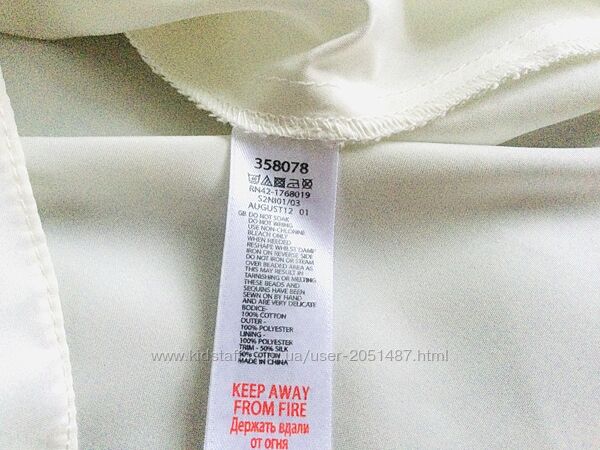 358078
RN42-1768019
S2NI01/03
AUGUST12 01
GB DO NOT SOAK
DO NOT WRING
USE NON-CHLORINE
BLEACH ONLY
WHEN NEEDED
RESHAPE WHILST DAMP
IRON ON REVERSE SIDE
DO NOT IRON OR STEAM
OVER BEADED AREA AS
THIS MAY RESULT IN
TARNISHING OR MELTING
THESE BEADS AND
SEQUINS HAVE BEEN
SEWN ON BY HAND
AND ARE VERY DELICATE
BODICE-
100% COTTON
OUTER -
100% POLYESTER
LINING -
100% POLYESTER
TRIM - 50% SILK
50% COTTON
MADE IN CHINA
www.kidstaff.com.ua/user-2051487.html
KEEP AWAY
FROM FIRE
Держать вдали
от огня